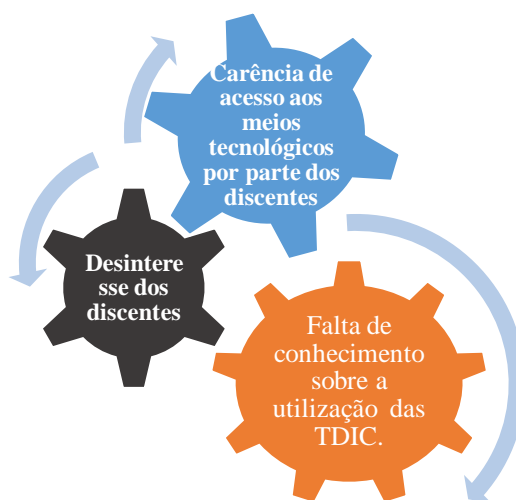 Carência de
acesso aos
meios
tecnológicos
por parte dos
discentes
Desintere
sse dos
discentes
Falta de
conhecimento
sobre a
utilização das
TDIC.